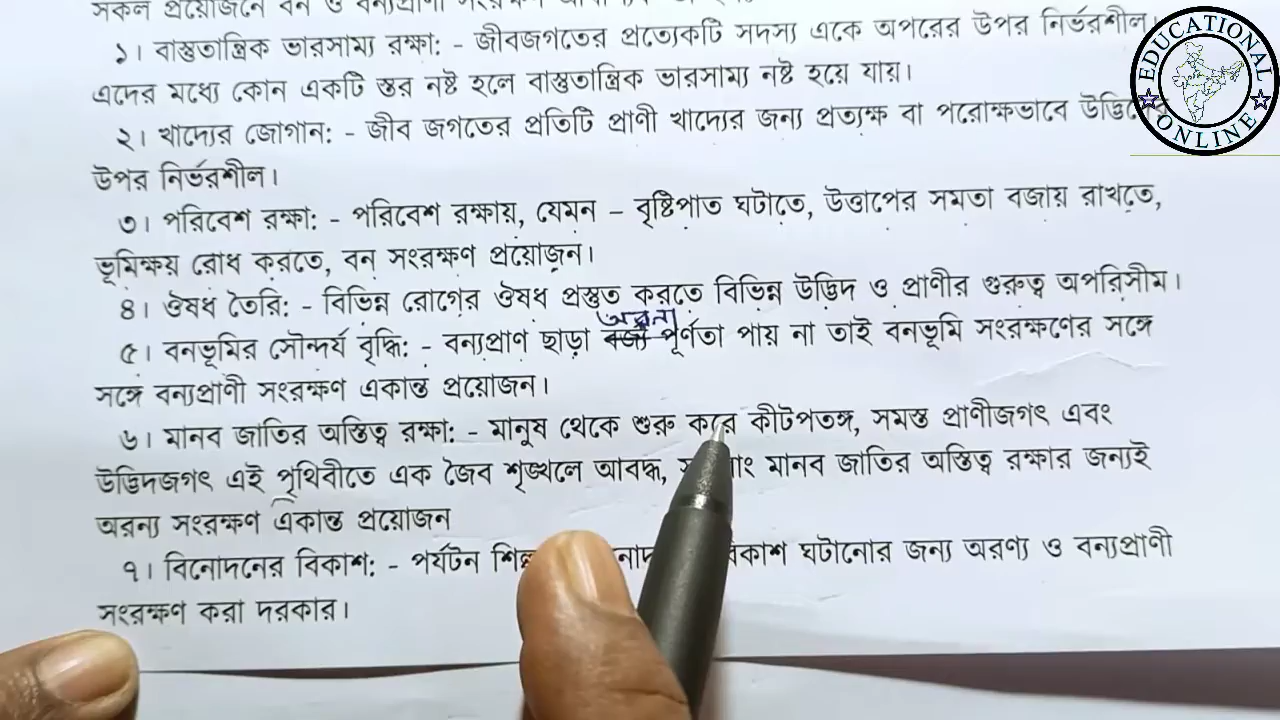 সকল প্রয়োজনে বন ও বন্যপ্রাণী সংরক্ষণ
১। বাস্তুতান্ত্রিক ভারসাম্য রক্ষা: - জীবজগতের প্রত্যেকটি সদস্য একে অপরের উপর নির্ভরশীল।
এদের মধ্যে কোন একটি স্তর নষ্ট হলে বাস্তুতান্ত্রিক ভারসাম্য নষ্ট হয়ে যায়।
২। খাদ্যের জোগান: - জীব জগতের প্রতিটি প্রাণী খাদ্যের জন্য প্রত্যক্ষ বা পরোক্ষভাবে
উপর নির্ভরশীল।
৩। পরিবেশ রক্ষা: - পরিবেশ রক্ষায়, যেমন – বৃষ্টিপাত ঘটাতে, উত্তাপের সমতা বজায় রাখতে,
ভূমিক্ষয় রোধ করতে, বন সংরক্ষণ প্রয়োজন।
৪। ঔষধ তৈরি: - বিভিন্ন রোগের ঔষধ প্রস্তুত করতে বিভিন্ন উদ্ভিদ ও প্রাণীর গুরুত্ব অপরিসীম।
অরন্য
৫। বনভূমির সৌন্দর্য বৃদ্ধি: - বন্যপ্রাণ ছাড়া পূর্ণতা পায় না তাই বনভূমি সংরক্ষণের সঙ্গে
সঙ্গে বন্যপ্রাণী সংরক্ষণ একান্ত প্রয়োজন।
৬। মানব জাতির অস্তিত্ব রক্ষা: - মানুষ থেকে শুরু করে কীটপতঙ্গ, সমস্ত প্রাণীজগৎ এবং
উদ্ভিদজগৎ এই পৃথিবীতে এক জৈব শৃঙ্খলে আবদ্ধ, মানব জাতির অস্তিত্ব রক্ষার জন্যই
অরন্য সংরক্ষণ একান্ত প্রয়োজন
৭। বিনোদনের বিকাশ: - পর্যটন বিকাশ ঘটানোর জন্য অরণ্য ও বন্যপ্রাণী
সংরক্ষণ করা দরকার।
EDUCATIONAL
ONLINE